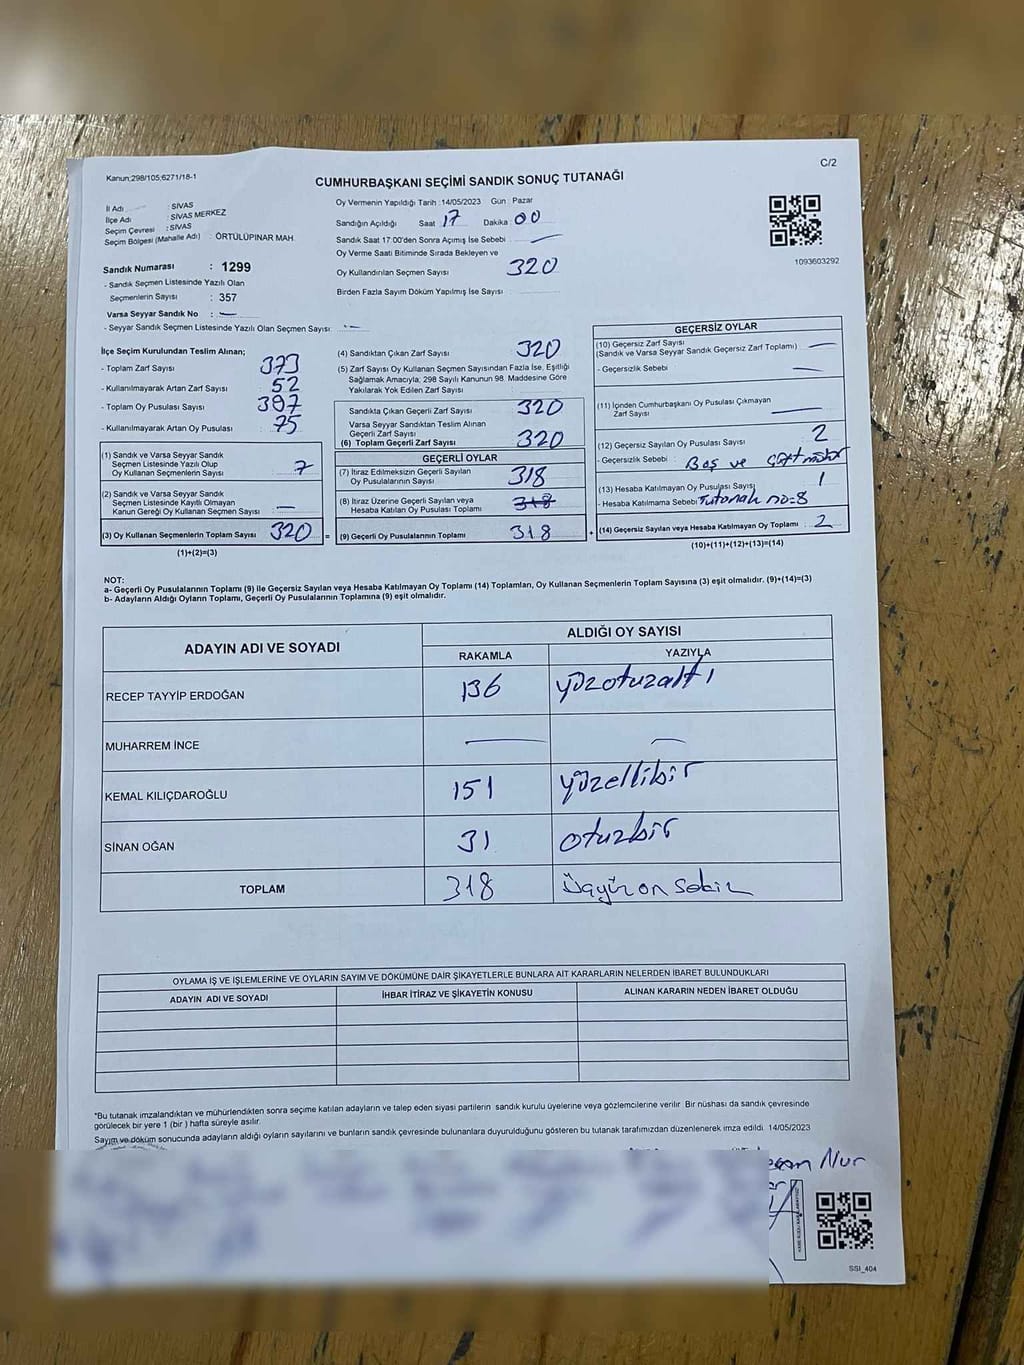 Kanun;298/105;6271/18-1
C/2
CUMHURBAŞKANI SEÇİMİ SANDIK SONUÇ TUTANAĞI
İl Adı : SİVAS
İlçe Adı : SİVAS MERKEZ
Seçim Çevresi : SİVAS
Seçim Bölgesi (Mahalle Adı) : ÖRTÜLÜPINAR MAH.
Sandık Numarası : 1299
- Sandık Seçmen Listesinde Yazılı Olan
Seçmenlerin Sayısı : 357
Varsa Seyyar Sandık No : —
- Seyyar Sandık Seçmen Listesinde Yazılı Olan Seçmen Sayısı: —
Oy Vermenin Yapıldığı Tarih :14/05/2023 Gün : Pazar
Sandığın Açıldığı Saat 17 Dakika : 00
Sandık Saat 17:00'den Sonra Açımış İse Sebebi —
Oy Verme Saati Bitiminde Sırada Bekleyen ve
Oy Kullandırılan Seçmen Sayısı 320
Birden Fazla Sayım Döküm Yapılmış İse Sayısı :
1093603292
İlçe Seçim Kurulundan Teslim Alınan;
- Toplam Zarf Sayısı 373
- Kullanılmayarak Artan Zarf Sayısı 52
- Toplam Oy Pusulası Sayısı 397
- Kullanılmayarak Artan Oy Pusulası 75
(1) Sandık ve Varsa Seyyar Sandık
Seçmen Listesinde Yazılı Olup
Oy Kullanan Seçmenlerin Sayısı 7
(2) Sandık ve Varsa Seyyar Sandık
Seçmen Listesinde Kayıtlı Olmayan
Kanun Gereği Oy Kullanan Seçmen Sayısı —
(3) Oy Kullanan Seçmenlerin Toplam Sayısı 320 =
(1)+(2)=(3)
(4) Sandıktan Çıkan Zarf Sayısı 320
(5) Zarf Sayısı Oy Kullanan Seçmen Sayısından Fazla İse, Eşitliği
Sağlamak Amacıyla; 298 Sayılı Kanunun 98. Maddesine Göre
Yakılarak Yok Edilen Zarf Sayısı
Sandıkta Çıkan Geçerli Zarf Sayısı 320
Varsa Seyyar Sandıktan Teslim Alınan
Geçerli Zarf Sayısı
(6) Toplam Geçerli Zarf Sayısı 320
GEÇERLİ OYLAR
(7) İtiraz Edilmeksizin Geçerli Sayılan
Oy Pusulalarının Sayısı 318
(8) İtiraz Üzerine Geçerli Sayılan veya
Hesaba Katılan Oy Pusulası Toplamı 318
(9) Geçerli Oy Pusulalarının Toplamı 318 +
GEÇERSİZ OYLAR
(10) Geçersiz Zarf Sayısı —
(Sandık ve Varsa Seyyar Sandık Geçersiz Zarf Toplamı)
- Geçersizlik Sebebi —
(11) İçinden Cumhurbaşkanı Oy Pusulası Çıkmayan
Zarf Sayısı —
(12) Geçersiz Sayılan Oy Pusulası Sayısı 2
- Geçersizlik Sebebi : Boş ve
(13) Hesaba Katılmayan Oy Pusulası Sayısı 1
- Hesaba Katılmama Sebebi Tutanak no=8
(14) Geçersiz Sayılan veya Hesaba Katılmayan Oy Toplamı 2
(10)+(11)+(12)+(13)=(14)
NOT:
a- Geçerli Oy Pusulalarının Toplamı (9) ile Geçersiz Sayılan veya Hesaba Katılmayan Oy Toplamı (14) Toplamları, Oy Kullanan Seçmenlerin Toplam Sayısına (3) eşit olmalıdır. (9)+(14)=(3)
b- Adayların Aldığı Oyların Toplamı, Geçerli Oy Pusulalarının Toplamına (9) eşit olmalıdır.
ADAYIN ADI VE SOYADI
ALDIĞI OY SAYISI
RAKAMLA YAZIYLA
RECEP TAYYİP ERDOĞAN 136 yüzotuzaltı
MUHARREM İNCE — —
KEMAL KILIÇDAROĞLU 151 yüzellibir
SİNAN OĞAN 31 otuzbir
TOPLAM 318 Üçyüz on sekiz
OYLAMA İŞ VE İŞLEMLERİNE VE OYLARIN SAYIM VE DÖKÜMÜNE DAİR ŞİKAYETLERLE BUNLARA AİT KARARLARIN NELERDEN İBARET BULUNDUKLARI
ADAYIN ADI VE SOYADI İHBAR İTİRAZ VE ŞİKAYETİN KONUSU ALINAN KARARIN NEDEN İBARET OLDUĞU
*Bu tutanak imzalandıktan ve mühürlendikten sonra seçime katılan adayların ve talep eden siyasi partilerin sandık kurulu üyelerine veya gözlemcilerine verilir. Bir nüshası da sandık çevresinde
görülecek bir yere 1 (bir) hafta süreyle asılır.
Sayım ve döküm sonucunda adayların aldığı oyların sayılarını ve bunların sandık çevresinde bulunanlara duyurulduğunu gösteren bu tutanak tarafımızdan düzenlenerek imza edildi. 14/05/2023
Nur
SSI_404